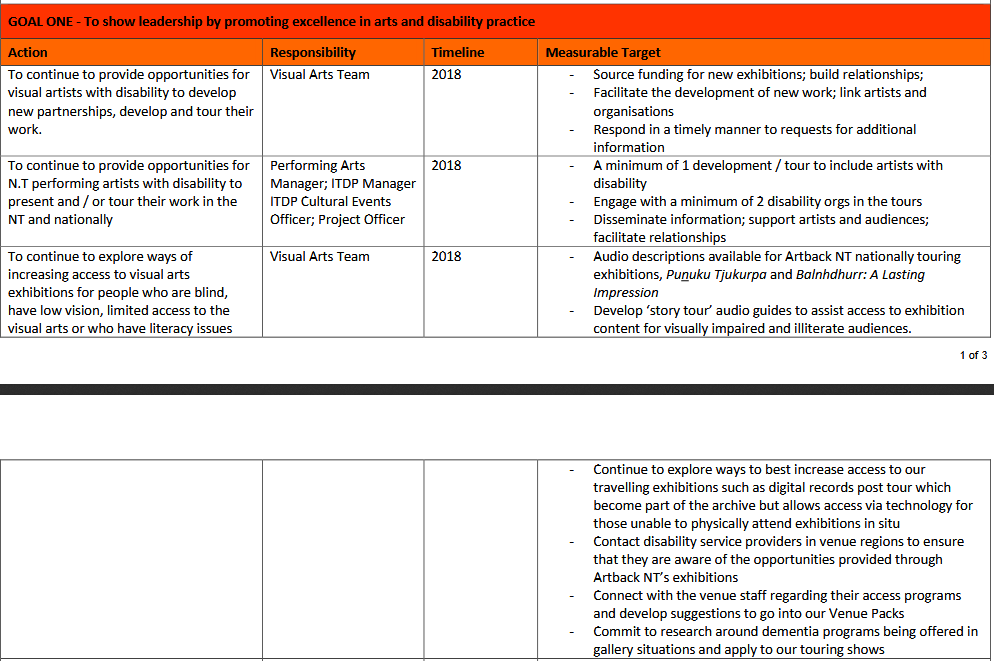 GOAL ONE - To show leadership by promoting excellence in arts and disability practice
Action
Responsibility
Timeline
Measurable Target
To continue to provide opportunities for
visual artists with disability to develop
new partnerships, develop and tour their
work.
Visual Arts Team
2018
- Source funding for new exhibitions; build relationships;
- Facilitate the development of new work; link artists and
organisations
- Respond in a timely manner to requests for additional
information
To continue to provide opportunities for
N.T performing artists with disability to
present and / or tour their work in the
NT and nationally
Performing Arts
Manager; ITDP Manager
ITDP Cultural Events
Officer; Project Officer
2018
- A minimum of 1 development / tour to include artists with
disability
- Engage with a minimum of 2 disability orgs in the tours
- Disseminate information; support artists and audiences;
facilitate relationships
To continue to explore ways of
increasing access to visual arts
exhibitions for people who are blind,
have low vision, limited access to the
visual arts or who have literacy issues
Visual Arts Team
2018
- Audio descriptions available for Artback NT nationally touring
exhibitions, Puṉuku Tjukurpa and Balnhdhurr: A Lasting
Impression
- Develop ‘story tour’ audio guides to assist access to exhibition
content for visually impaired and illiterate audiences.
1 of 3
- Continue to explore ways to best increase access to our
travelling exhibitions such as digital records post tour which
become part of the archive but allows access via technology for
those unable to physically attend exhibitions in situ
- Contact disability service providers in venue regions to ensure
that they are aware of the opportunities provided through
Artback NT’s exhibitions
- Connect with the venue staff regarding their access programs
and develop suggestions to go into our Venue Packs
- Commit to research around dementia programs being offered in
gallery situations and apply to our touring shows